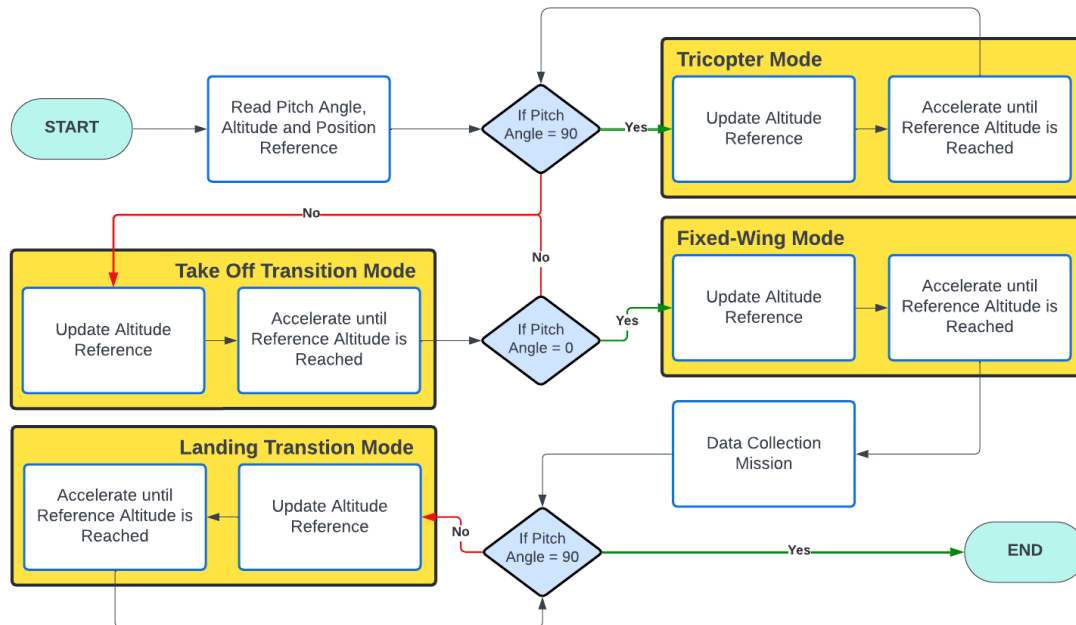 START
Read Pitch Angle,
Altitude and Position
Reference
If Pitch
Angle = 90
Yes
Tricopter Mode
Update Altitude
Reference
Accelerate until
Reference Altitude is
Reached
No
Take Off Transition Mode
Update Altitude
Reference
Accelerate until
Reference Altitude is
Reached
No
If Pitch
Angle = 0
Yes
Fixed-Wing Mode
Update Altitude
Reference
Accelerate until
Reference Altitude is
Reached
Data Collection
Mission
Landing Transtion Mode
Accelerate until
Reference Altitude is
Reached
Update Altitude
Reference
No
If Pitch
Angle = 90
Yes
END